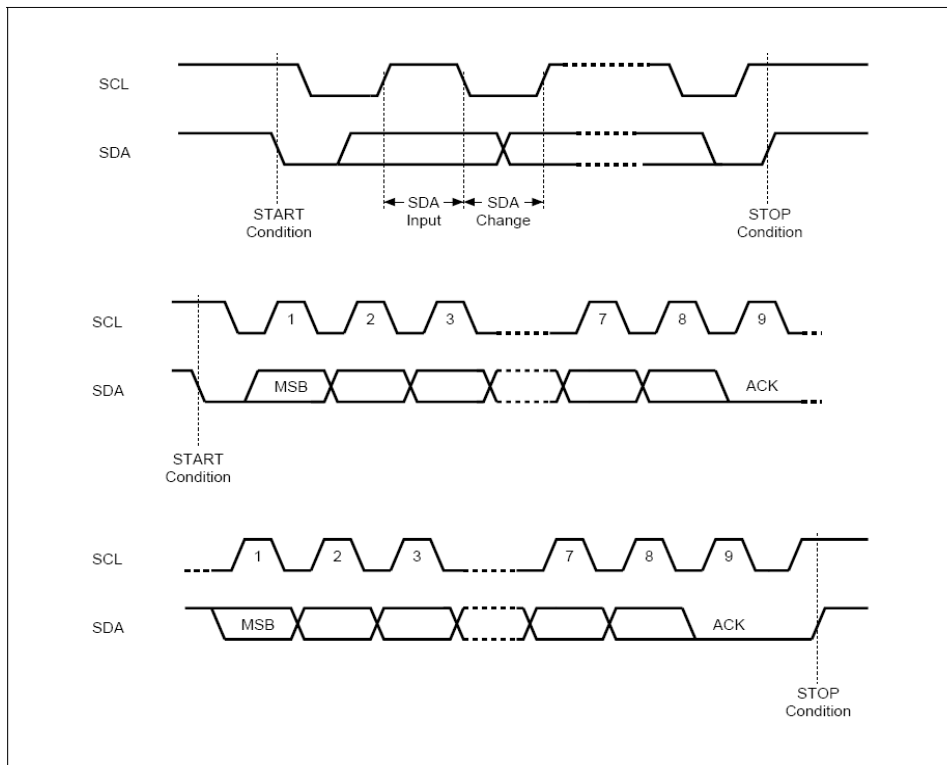 SCL
SDA
SDA
Input
SDA
Change
START
Condition
STOP
Condition
SCL
1 2 3 7 8 9
SDA
MSB ACK
START
Condition
SCL
1 2 3 7 8 9
SDA
MSB ACK
STOP
Condition